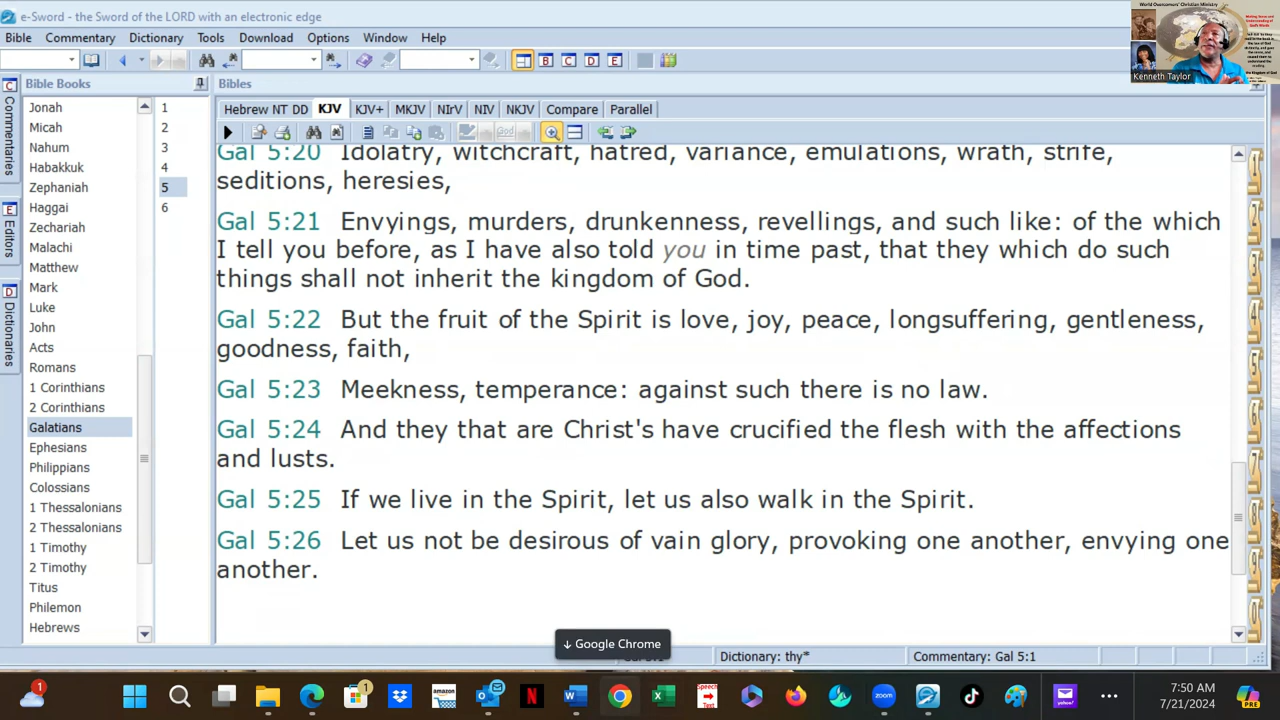 e-Sword - the Sword of the LORD with an electronic edge
Bible Commentary Dictionary Tools Download Options Window Help
World Overcomers' Christian Ministry
Kenneth Taylor
Bible Books
Bibles
Commentaries
Editors
Dictionaries
Jonah
Micah
Nahum
Habakkuk
Zephaniah
Haggai
Zechariah
Malachi
Matthew
Mark
Luke
John
Acts
Romans
1 Corinthians
2 Corinthians
Galatians
Ephesians
Philippians
Colossians
1 Thessalonians
2 Thessalonians
1 Timothy
2 Timothy
Titus
Philemon
Hebrews
1
2
3
4
5
6
Hebrew NT DD KJV KJV+ MKJV NIrV NIV NKJV Compare Parallel
Gal 5:20 Idolatry, witchcraft, hatred, variance, emulations, wrath, strife,
seditions, heresies,
Gal 5:21 Envyings, murders, drunkenness, revellings, and such like: of the which
I tell you before, as I have also told you in time past, that they which do such
things shall not inherit the kingdom of God.
Gal 5:22 But the fruit of the Spirit is love, joy, peace, longsuffering, gentleness,
goodness, faith,
Gal 5:23 Meekness, temperance: against such there is no law.
Gal 5:24 And they that are Christ's have crucified the flesh with the affections
and lusts.
Gal 5:25 If we live in the Spirit, let us also walk in the Spirit.
Gal 5:26 Let us not be desirous of vain glory, provoking one another, envying one
another.
↓ Google Chrome
Dictionary: thy*
Commentary: Gal 5:1
7:50 AM
7/21/2024